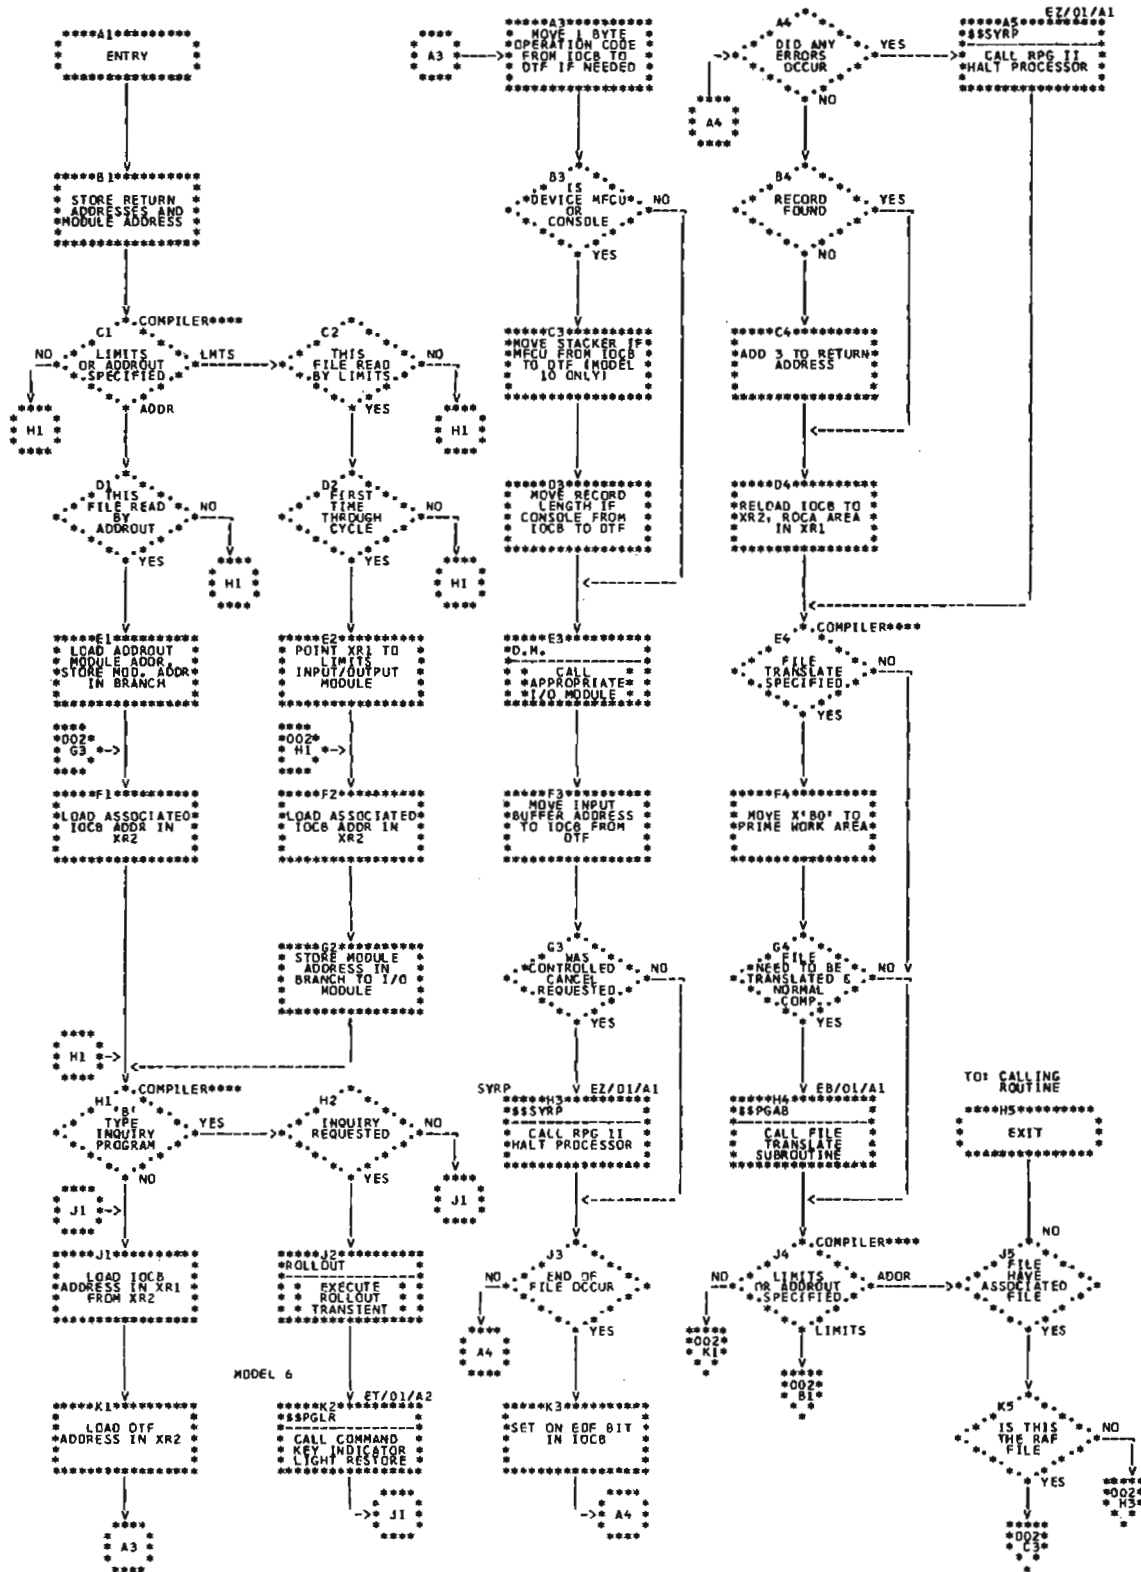 A1
ENTRY
B1
STORE RETURN
ADDRESSES AND
MODULE ADDRESS
COMPILER****
C1
LIMITS
OR ADDROUT
SPECIFIED
NO
LMTS
ADDR
H1
C2
THIS
FILE READ
BY LIMITS
NO
YES
H1
D1
THIS
FILE READ
BY
ADDROUT
NO
YES
H1
D2
FIRST
TIME
THROUGH
CYCLE
NO
YES
H1
E1
LOAD ADDROUT
MODULE ADDR,
STORE MOD. ADDR
IN BRANCH
E2
POINT XR1 TO
LIMITS
INPUT/OUTPUT
MODULE
002
G3
002
H1
F1
LOAD ASSOCIATED
IOCB ADDR IN
XR2
F2
LOAD ASSOCIATED
IOCB ADDR IN
XR2
G2
STORE MODULE
ADDRESS IN
BRANCH TO I/O
MODULE
H1
COMPILER****
H1
'B'
TYPE
INQUIRY
PROGRAM
YES
NO
H2
INQUIRY
REQUESTED
NO
YES
J1
J1
J1
LOAD IOCB
ADDRESS IN XR1
FROM XR2
J2
ROLLOUT
EXECUTE
ROLLOUT
TRANSIENT
MODEL 6
ET/01/A2
K1
LOAD DTF
ADDRESS IN XR2
K2
$$PGLR
CALL COMMAND
KEY INDICATOR
LIGHT RESTORE
A3
J1
A3
A3
MOVE 1 BYTE
OPERATION CODE
FROM IOCB TO
DTF IF NEEDED
B3
IS
DEVICE MFCU
OR
CONSOLE
NO
YES
C3
MOVE STACKER IF
MFCU FROM IOCB
TO DTF (MODEL
10 ONLY)
D3
MOVE RECORD
LENGTH IF
CONSOLE FROM
IOCB TO DTF
E3
D.M.
CALL
APPROPRIATE
I/O MODULE
F3
MOVE INPUT
BUFFER ADDRESS
TO IOCB FROM
DTF
G3
WAS
CONTROLLED
CANCEL
REQUESTED
NO
YES
SYRP
EZ/01/A1
H3
$$SYRP
CALL RPG II
HALT PROCESSOR
J3
END OF
FILE OCCUR
NO
YES
A4
K3
SET ON EOF BIT
IN IOCB
A4
A4
DID ANY
ERRORS
OCCUR
YES
NO
A4
EZ/01/A1
A5
$$SYRP
CALL RPG II
HALT PROCESSOR
B4
RECORD
FOUND
YES
NO
C4
ADD 3 TO RETURN
ADDRESS
D4
RELOAD IOCB TO
XR2, ROCA AREA
IN XR1
COMPILER****
E4
FILE
TRANSLATE
SPECIFIED
NO
YES
F4
MOVE X'B0' TO
PRIME WORK AREA
G4
FILE
NEED TO BE
TRANSLATED &
NORMAL
COMP.
NO
YES
EB/01/A1
H4
$$PGAB
CALL FILE
TRANSLATE
SUBROUTINE
TO: CALLING
ROUTINE
H5
EXIT
COMPILER****
J4
LIMITS
OR ADDROUT
SPECIFIED
NO
ADDR
LIMITS
002
K1
002
B1
NO
J5
FILE
HAVE
ASSOCIATED
FILE
YES
K5
IS THIS
THE RAF
FILE
NO
YES
002
H3
002
C3